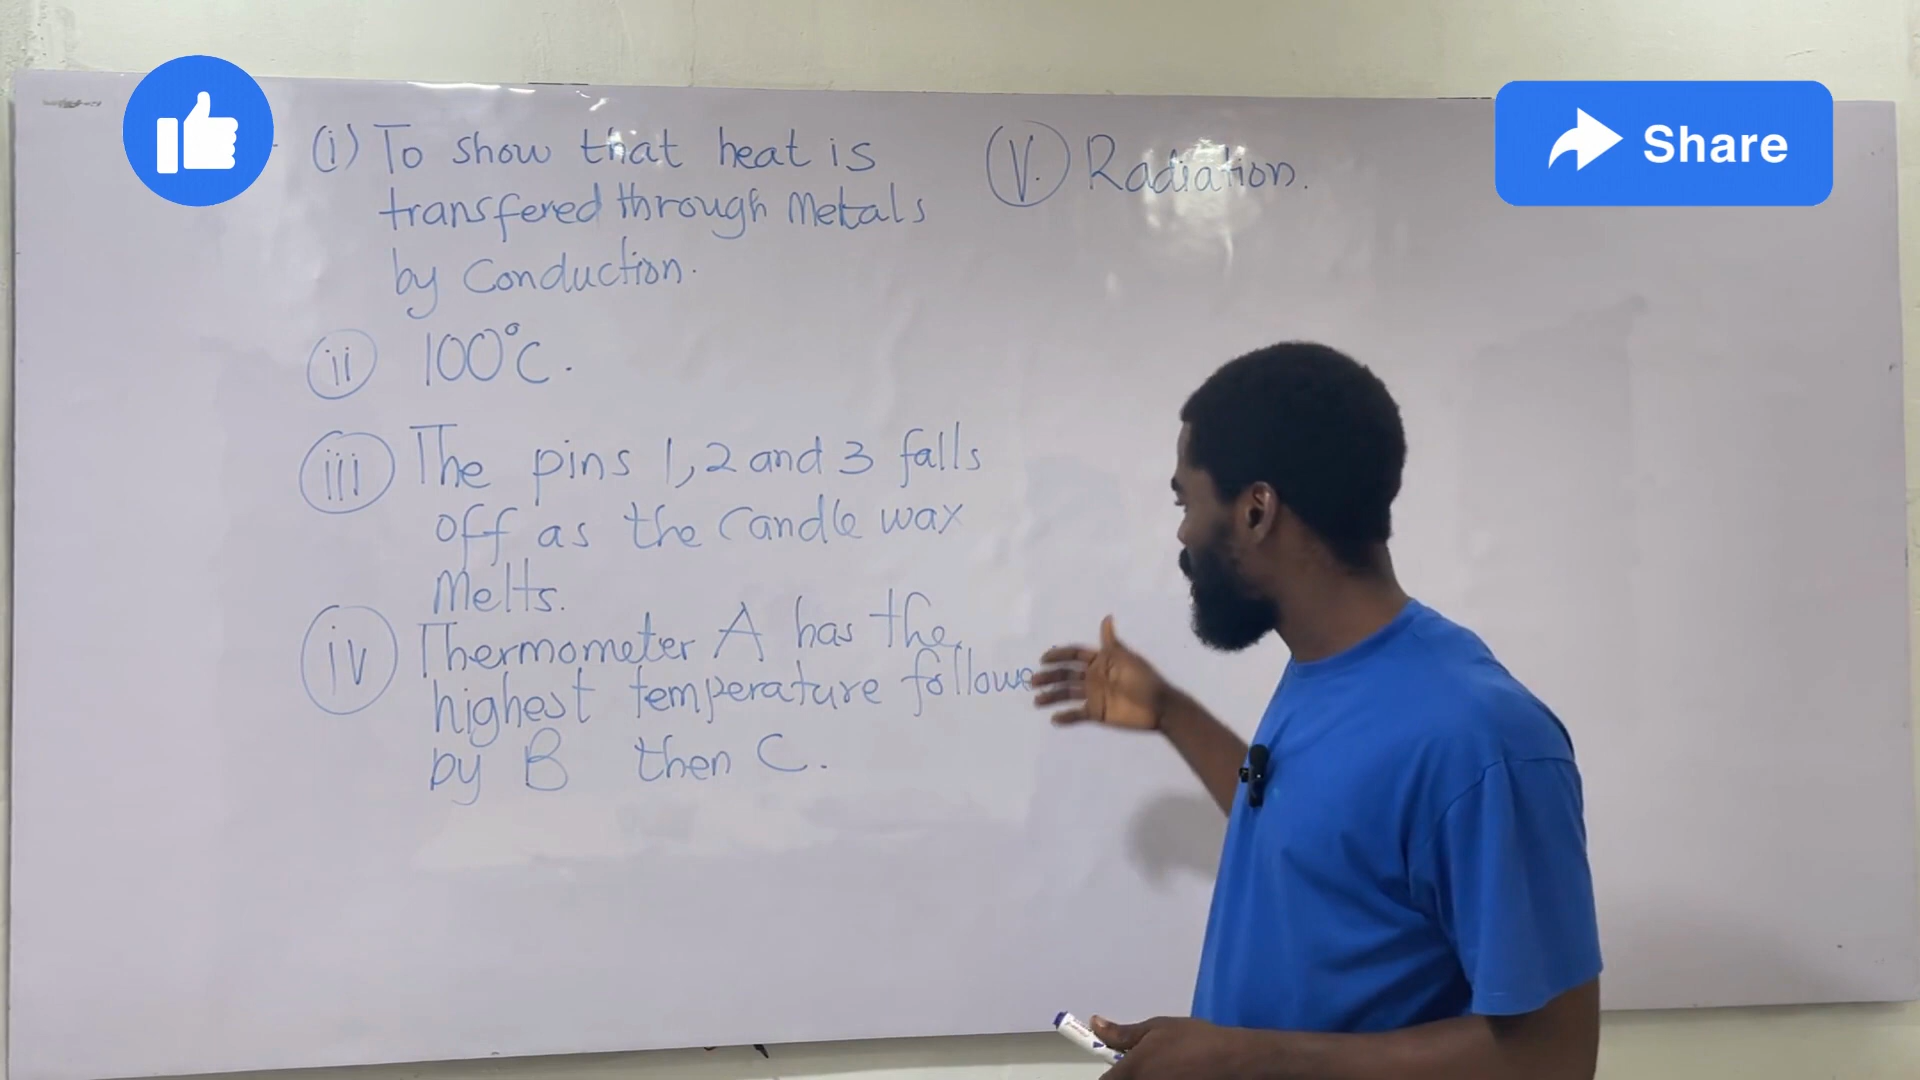 (i) To show that heat is
transfered through Metals
by Conduction.
ii 100°C.
iii The pins 1, 2 and 3 falls
off as the Candle wax
Melts.
iv Thermometer A has the
highest temperature followe
by B then C.
V. Radiation.
Share